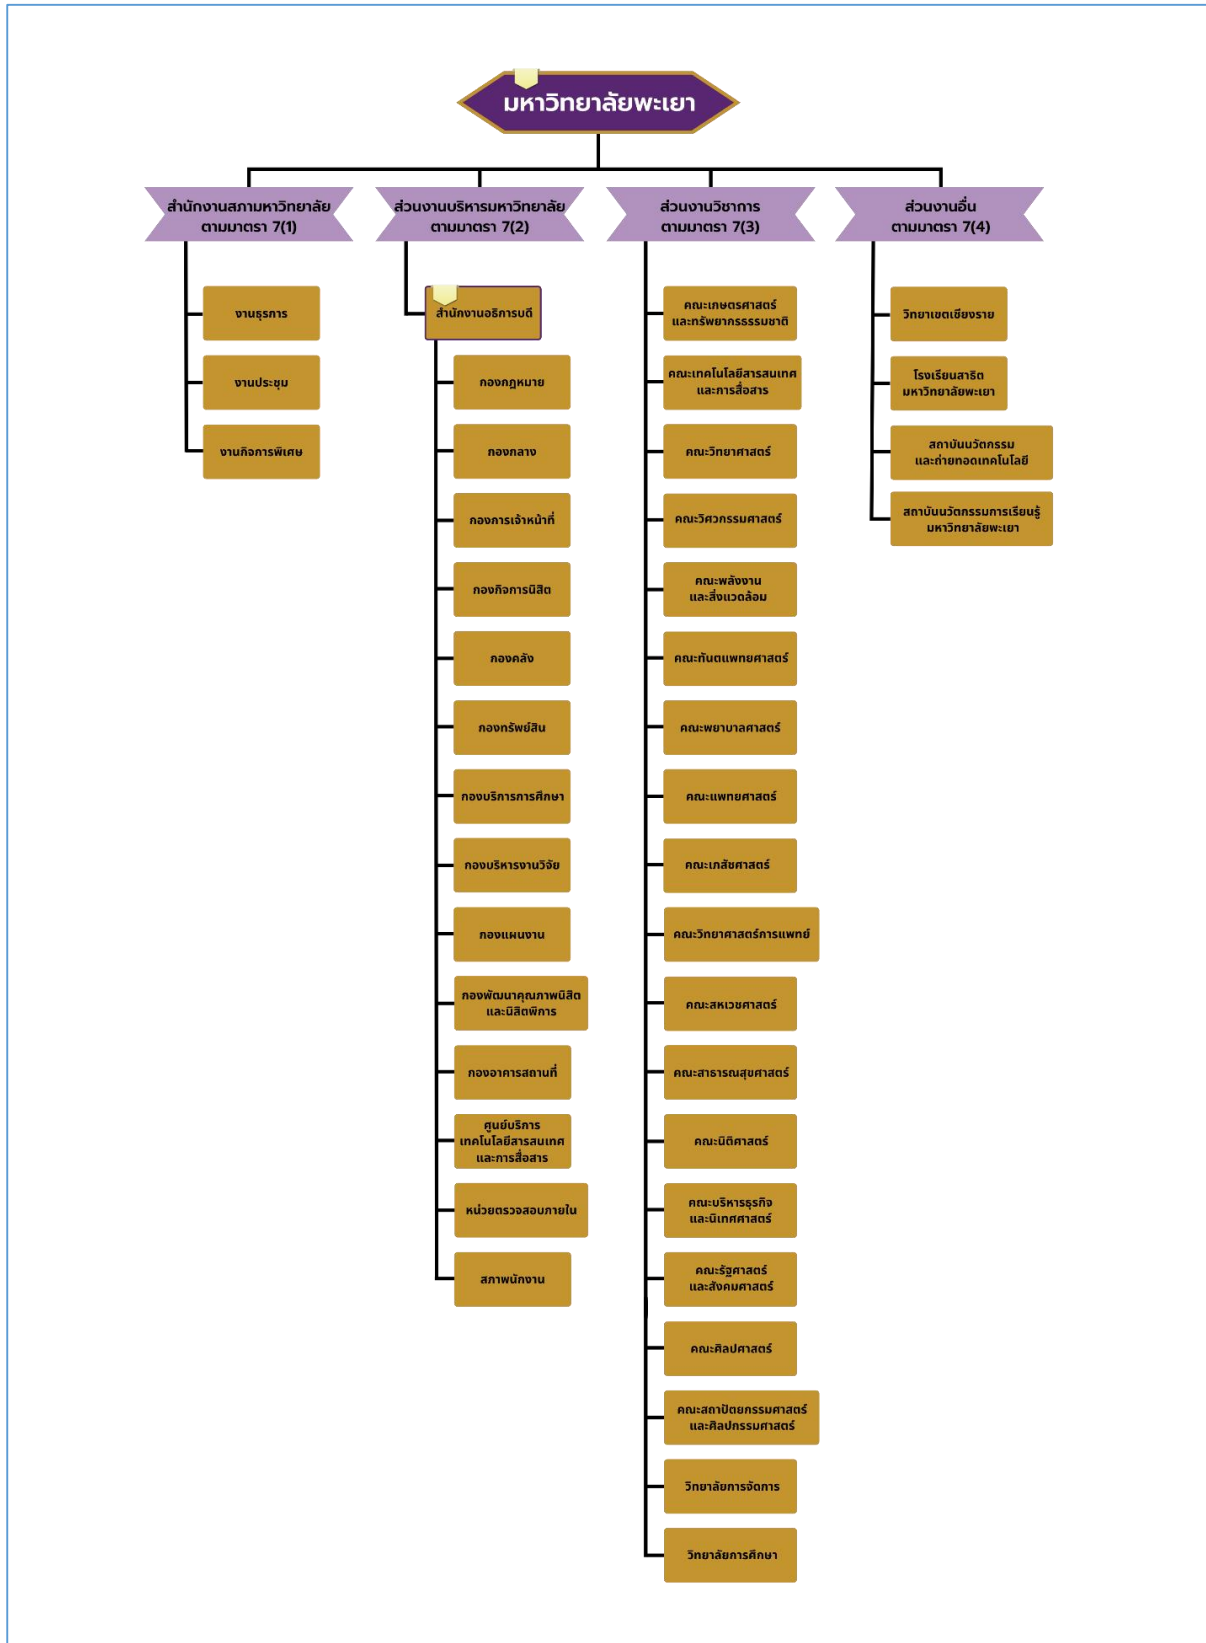 มหาวิทยาลัยพะเยา
สำนักงานสภามหาวิทยาลัย
ตามมาตรา 7(1)
งานธุรการ
งานประชุม
งานกิจการพิเศษ
ส่วนงานบริหารมหาวิทยาลัย
ตามมาตรา 7(2)
สำนักงานอธิการบดี
กองกฎหมาย
กองกลาง
กองการเจ้าหน้าที่
กองกิจการนิสิต
กองคลัง
กองทรัพย์สิน
กองบริการการศึกษา
กองบริหารงานวิจัย
กองแผนงาน
กองพัฒนาคุณภาพนิสิต
และนิสิตพิการ
กองอาคารสถานที่
ศูนย์บริการ
เทคโนโลยีสารสนเทศ
และการสื่อสาร
หน่วยตรวจสอบภายใน
สภาพนักงาน
ส่วนงานวิชาการ
ตามมาตรา 7(3)
คณะเกษตรศาสตร์
และทรัพยากรธรรมชาติ
คณะเทคโนโลยีสารสนเทศ
และการสื่อสาร
คณะวิทยาศาสตร์
คณะวิศวกรรมศาสตร์
คณะพลังงาน
และสิ่งแวดล้อม
คณะทันตแพทยศาสตร์
คณะพยาบาลศาสตร์
คณะแพทยศาสตร์
คณะเภสัชศาสตร์
คณะวิทยาศาสตร์การแพทย์
คณะสหเวชศาสตร์
คณะสาธารณสุขศาสตร์
คณะนิติศาสตร์
คณะบริหารธุรกิจ
และนิเทศศาสตร์
คณะรัฐศาสตร์
และสังคมศาสตร์
คณะศิลปศาสตร์
คณะสถาปัตยกรรมศาสตร์
และศิลปกรรมศาสตร์
วิทยาลัยการจัดการ
วิทยาลัยการศึกษา
ส่วนงานอื่น
ตามมาตรา 7(4)
วิทยาเขตเชียงราย
โรงเรียนสาธิต
มหาวิทยาลัยพะเยา
สถาบันนวัตกรรม
และถ่ายทอดเทคโนโลยี
สถาบันนวัตกรรมการเรียนรู้
มหาวิทยาลัยพะเยา